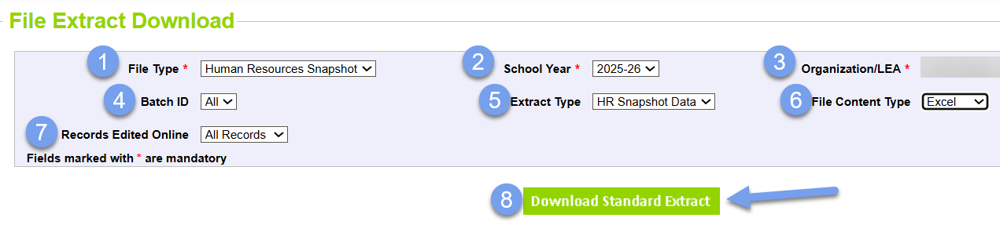 File Extract Download
1 File Type * Human Resources Snapshot 2 School Year * 2025-26 3 Organization/LEA *
4 Batch ID All 5 Extract Type HR Snapshot Data 6 File Content Type Excel
7 Records Edited Online All Records
Fields marked with * are mandatory
8 Download Standard Extract